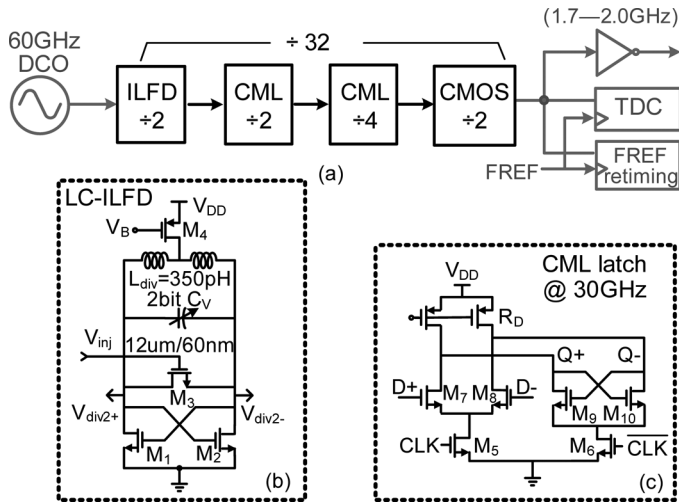 (1.7—2.0GHz)
÷ 32
60GHz
DCO
ILFD
÷2
CML
÷2
CML
÷4
CMOS
÷2
TDC
FREF
FREF
retiming
(a)
LC-ILFD
V_DD
V_B
M_4
L_div=350pH
2bit C_V
V_inj
12um/60nm
M_3
V_div2+
V_div2-
M_1
M_2
(b)
CML latch
@ 30GHz
V_DD
R_D
Q+
Q-
D+
M_7
M_8
D-
M_9
M_10
CLK
M_5
M_6
C̅L̅K̅
(c)